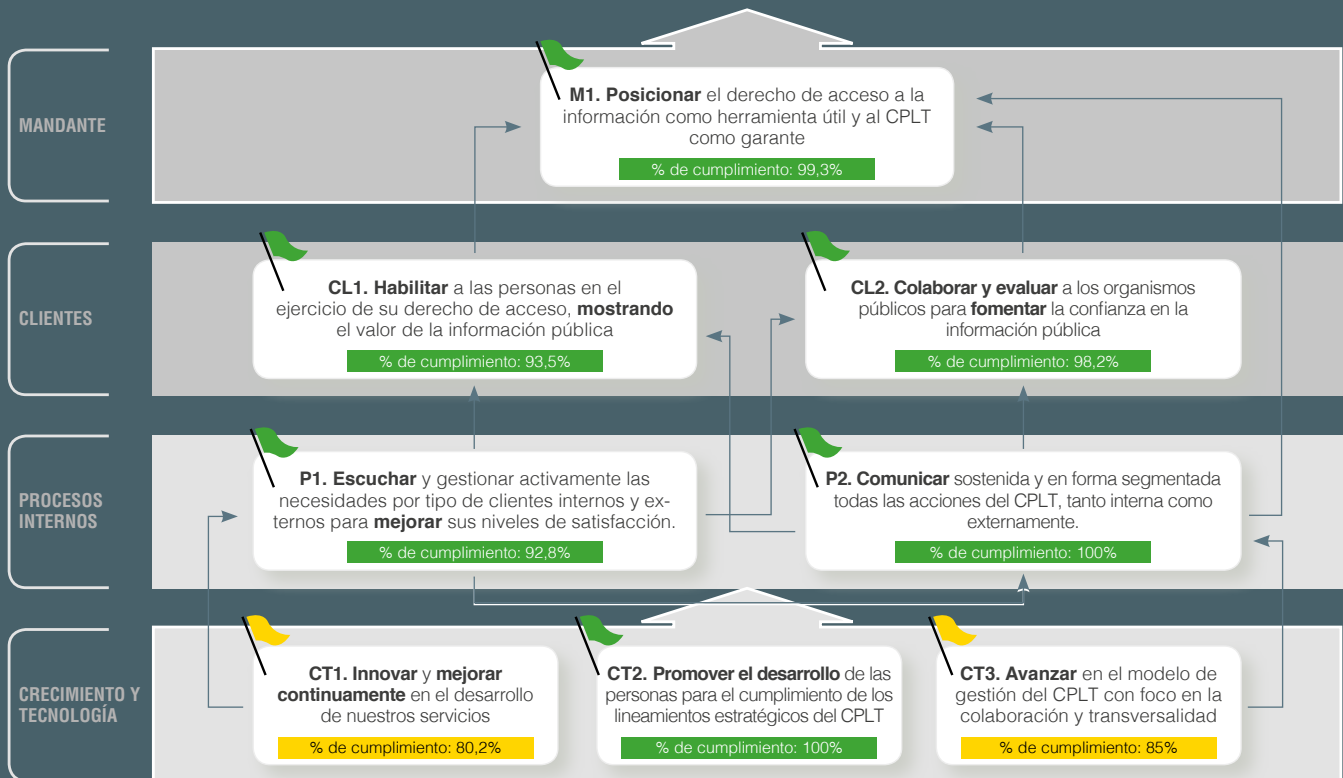 MANDANTE
M1. Posicionar el derecho de acceso a la
información como herramienta útil y al CPLT
como garante
% de cumplimiento: 99,3%
CLIENTES
CL1. Habilitar a las personas en el
ejercicio de su derecho de acceso, mostrando
el valor de la información pública
% de cumplimiento: 93,5%
CL2. Colaborar y evaluar a los organismos
públicos para fomentar la confianza en la
información pública
% de cumplimiento: 98,2%
PROCESOS
INTERNOS
P1. Escuchar y gestionar activamente las
necesidades por tipo de clientes internos y ex-
ternos para mejorar sus niveles de satisfacción.
% de cumplimiento: 92,8%
P2. Comunicar sostenida y en forma segmentada
todas las acciones del CPLT, tanto interna como
externamente.
% de cumplimiento: 100%
CRECIMIENTO Y
TECNOLOGÍA
CT1. Innovar y mejorar
continuamente en el desarrollo
de nuestros servicios
% de cumplimiento: 80,2%
CT2. Promover el desarrollo de las
personas para el cumplimiento de los
lineamientos estratégicos del CPLT
% de cumplimiento: 100%
CT3. Avanzar en el modelo de
gestión del CPLT con foco en la
colaboración y transversalidad
% de cumplimiento: 85%